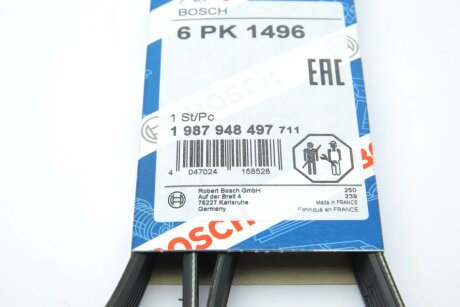 BOSCH
6 PK 1496
EAC
1 St/Pc
1 987 948 497 711
4 047024 158528
Robert Bosch GmbH
Auf der Breit 4
76227 Karlsruhe
Germany
250
239
Made in FRANCE
Fabriqué en FRANCE
BOSCH
BOSCH